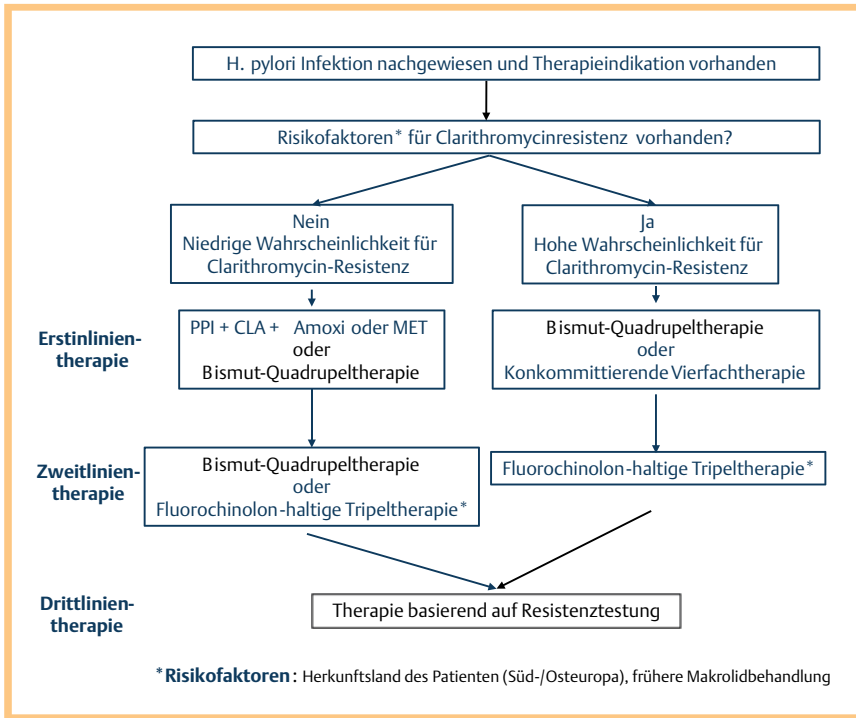 H. pylori Infektion nachgewiesen und Therapieindikation vorhanden
Risikofaktoren* für Clarithromycinresistenz vorhanden?
Nein
Niedrige Wahrscheinlichkeit für
Clarithromycin-Resistenz
Ja
Hohe Wahrscheinlichkeit für
Clarithromycin-Resistenz
Erstlinien-
therapie
PPI + CLA + Amoxi oder MET
oder
Bismut-Quadrupeltherapie
Bismut-Quadrupeltherapie
oder
Konkommittierende Vierfachtherapie
Zweitlinien-
therapie
Bismut-Quadrupeltherapie
oder
Fluorochinolon-haltige Tripeltherapie*
Fluorochinolon-haltige Tripeltherapie*
Drittlinien-
therapie
Therapie basierend auf Resistenztestung
*Risikofaktoren: Herkunftsland des Patienten (Süd-/Osteuropa), frühere Makrolidbehandlung